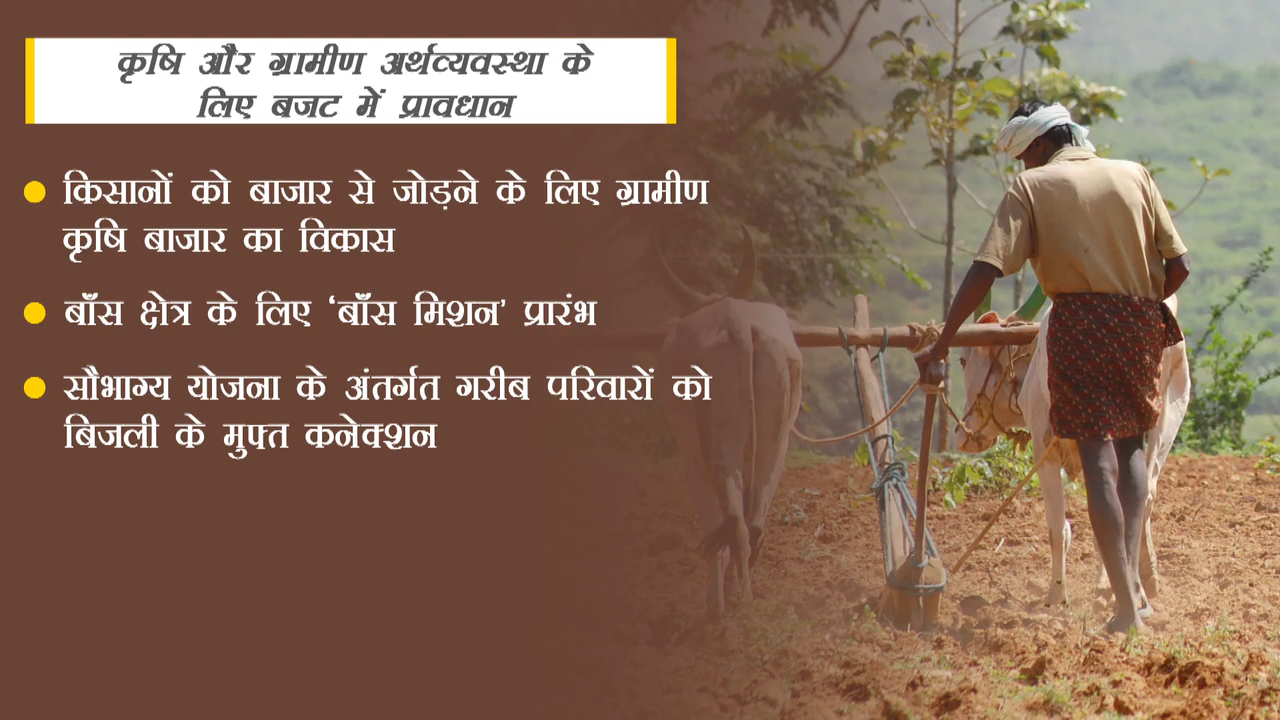 कृषि और ग्रामीण अर्थव्यवस्था के
लिए बजट में प्रावधान
किसानों को बाजार से जोड़ने के लिए ग्रामीण
कृषि बाजार का विकास
बाँस क्षेत्र के लिए ‘बाँस मिशन’ प्रारंभ
सौभाग्य योजना के अंतर्गत गरीब परिवारों को
बिजली के मुफ्त कनेक्शन